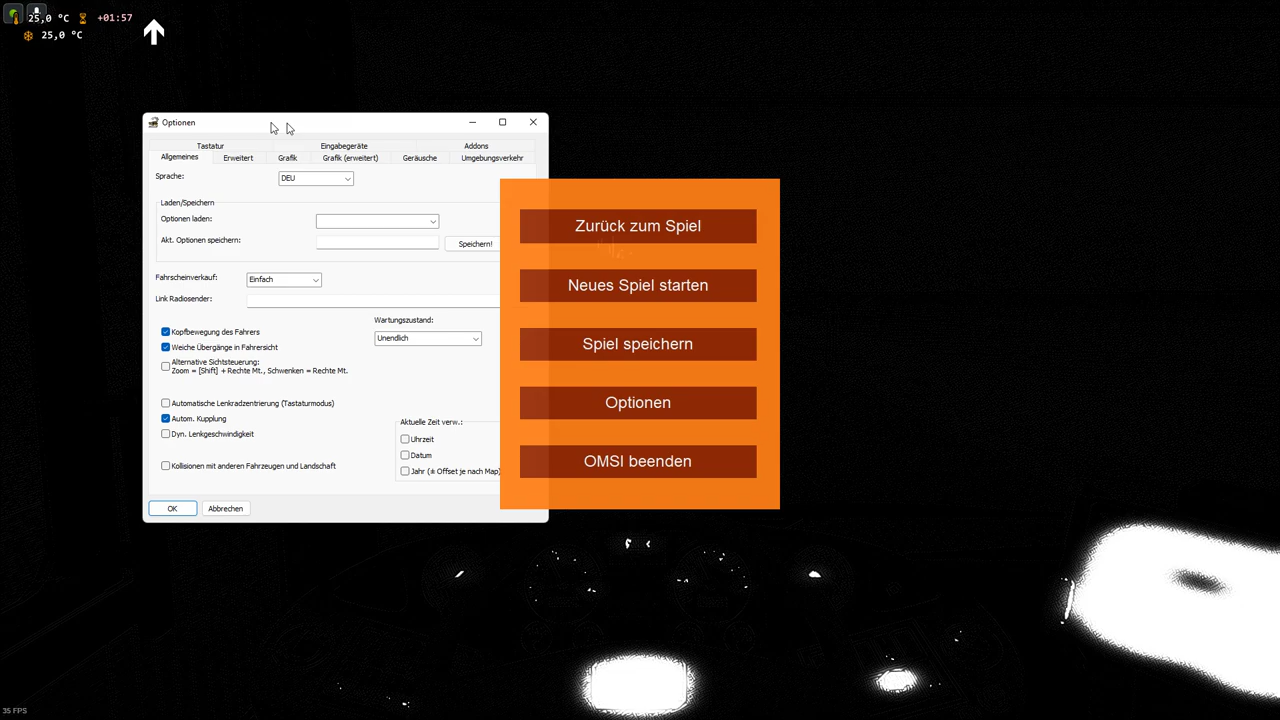 25,0 °C
+01:57
25,0 °C
Optionen
Tastatur
Eingabegeräte
Addons
Allgemeines
Erweitert
Grafik
Grafik (erweitert)
Geräusche
Umgebungsverkehr
Sprache:
DEU
Laden/Speichern
Optionen laden:
Akt. Optionen speichern:
Speichern!
Fahrscheinverkauf:
Einfach
Link Radiosender:
Wartungszustand:
Unendlich
Kopfbewegung des Fahrers
Weiche Übergänge in Fahrersicht
Alternative Sichtsteuerung:
Zoom = [Shift] + Rechte Mt., Schwenken = Rechte Mt.
Automatische Lenkradzentrierung (Tastaturmodus)
Autom. Kupplung
Dyn. Lenkgeschwindigkeit
Kollisionen mit anderen Fahrzeugen und Landschaft
Aktuelle Zeit verw.:
Uhrzeit
Datum
Jahr (± Offset je nach Map)
OK
Abbrechen
Zurück zum Spiel
Neues Spiel starten
Spiel speichern
Optionen
OMSI beenden
35 FPS